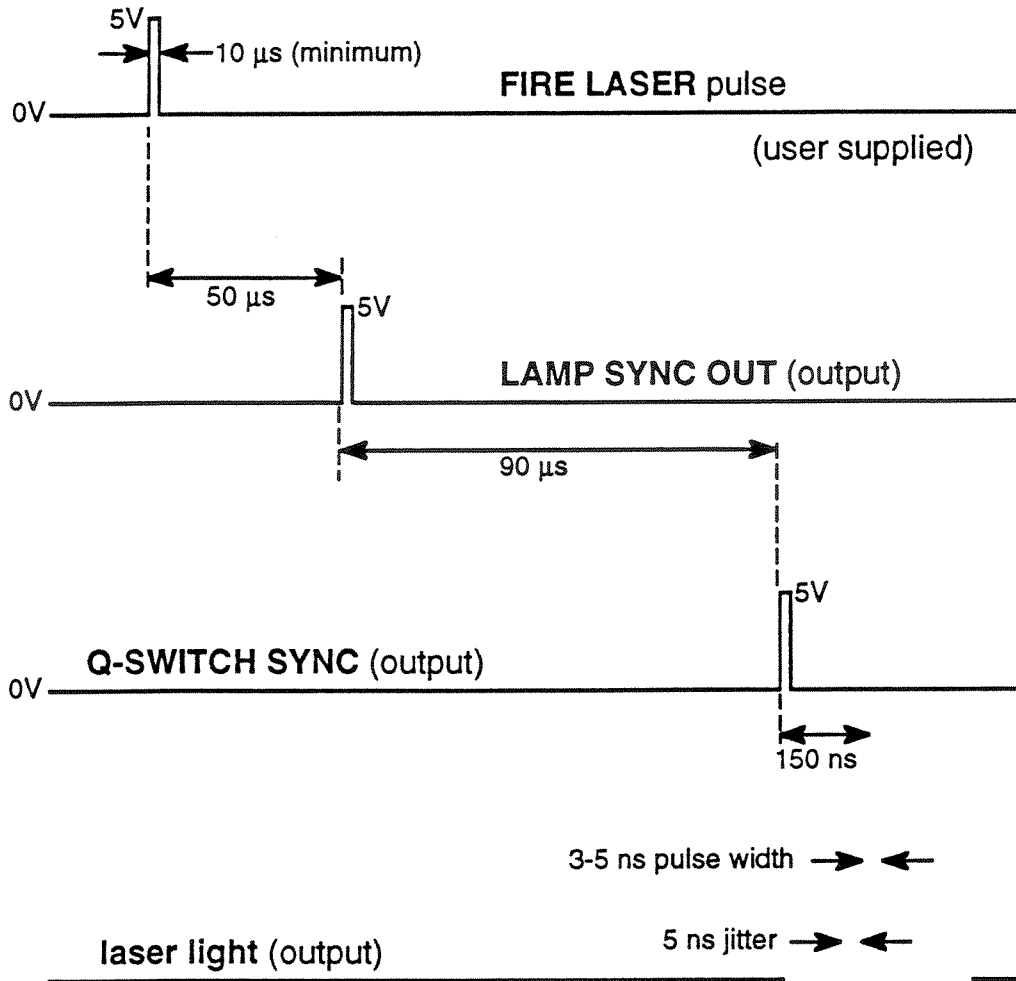 5V
10 μs (minimum)
FIRE LASER pulse
0V
(user supplied)
50 μs
5V
LAMP SYNC OUT (output)
0V
90 μs
5V
Q-SWITCH SYNC (output)
0V
150 ns
3-5 ns pulse width
5 ns jitter
laser light (output)